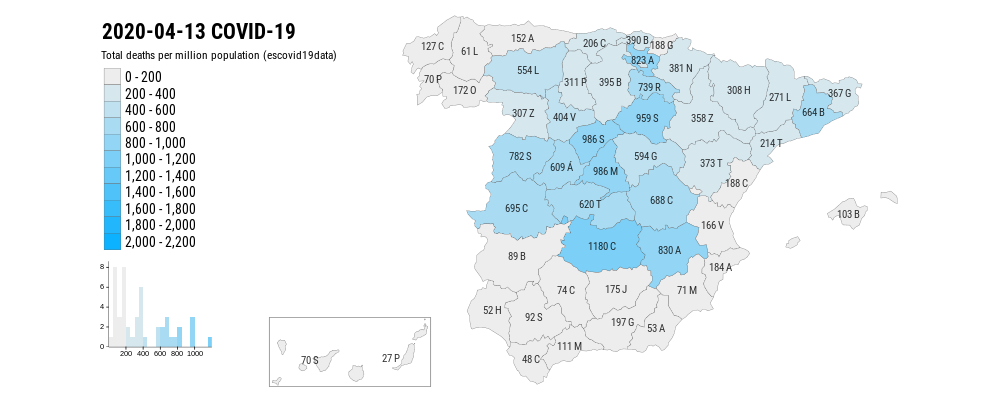 2020-04-13 COVID-19
Total deaths per million population (escovid19data)
0 - 200
200 - 400
400 - 600
600 - 800
800 - 1,000
1,000 - 1,200
1,200 - 1,400
1,400 - 1,600
1,600 - 1,800
1,800 - 2,000
2,000 - 2,200
8
6
4
2
0
200 400 600 800 1000
127 C
61 L
152 A
206 C
390 B
188 G
823 A
381 N
70 P
172 O
554 L
311 P
395 B
739 R
308 H
271 L
367 G
664 B
307 Z
404 V
959 S
358 Z
214 T
986 S
782 S
609 Á
986 M
594 G
373 T
188 C
695 C
620 T
688 C
166 V
103 B
89 B
1180 C
830 A
184 A
74 C
175 J
71 M
52 H
92 S
197 G
53 A
111 M
48 C
70 S
27 P